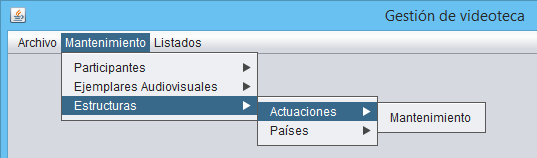 Gestión de videoteca
Archivo Mantenimiento Listados
Participantes
Ejemplares Audiovisuales
Estructuras
Actuaciones
Países
Mantenimiento